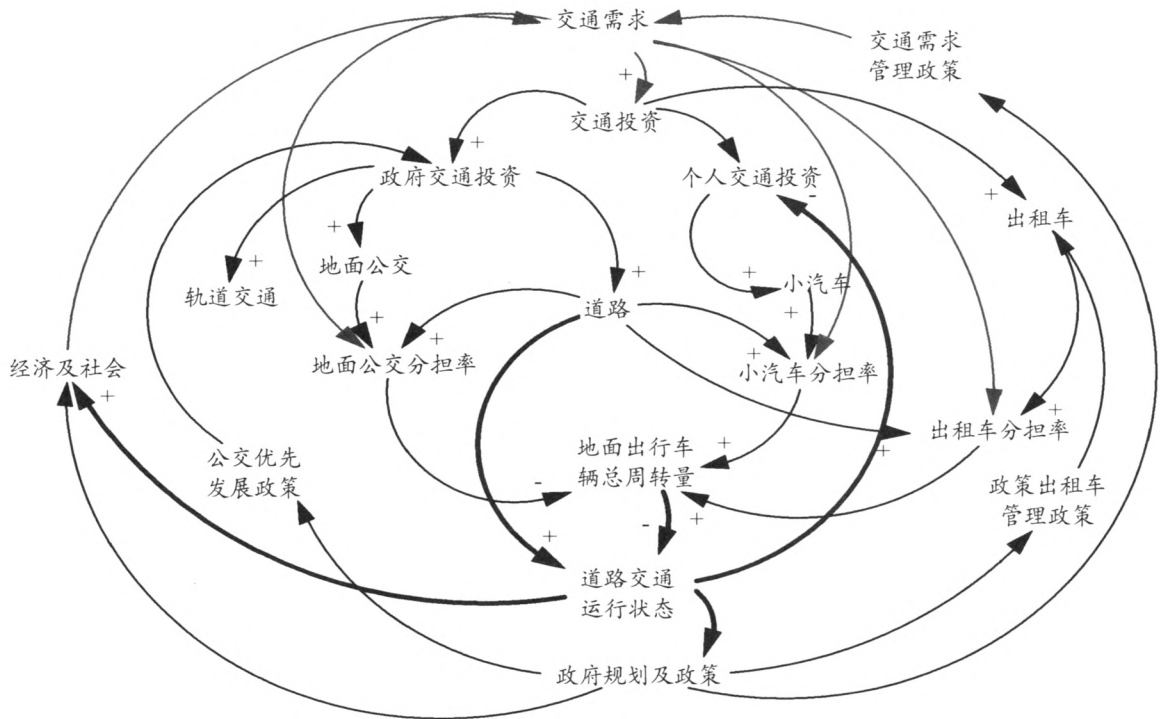 交通需求
交通需求
管理政策
+
交通投资
+
政府交通投资
个人交通投资
-
+
出租车
+
地面公交
+
轨道交通
+
小汽车
+
道路
+
+
+
+
地面公交分担率
小汽车分担率
经济及社会
+
+
出租车分担率
公交优先
发展政策
地面出行车
辆总周转量
+
+
-
政策出租车
管理政策
-
+
+
道路交通
运行状态
政府规划及政策